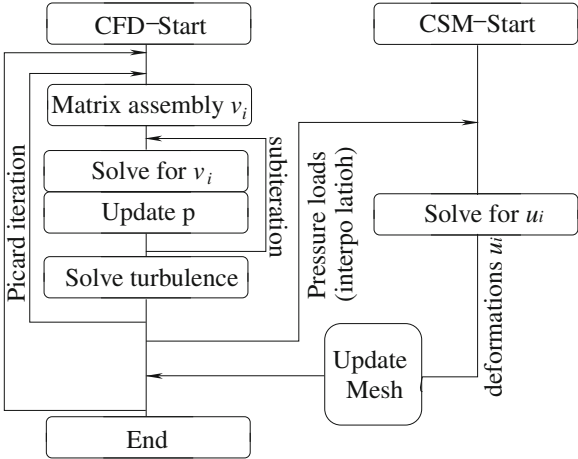 CFD–Start
CSM–Start
Matrix assembly v_i
Solve for v_i
Update p
Solve turbulence
End
Picard iteration
subiteration
Pressure loads
(interpo latioh)
Solve for u_i
deformations u_i
Update
Mesh